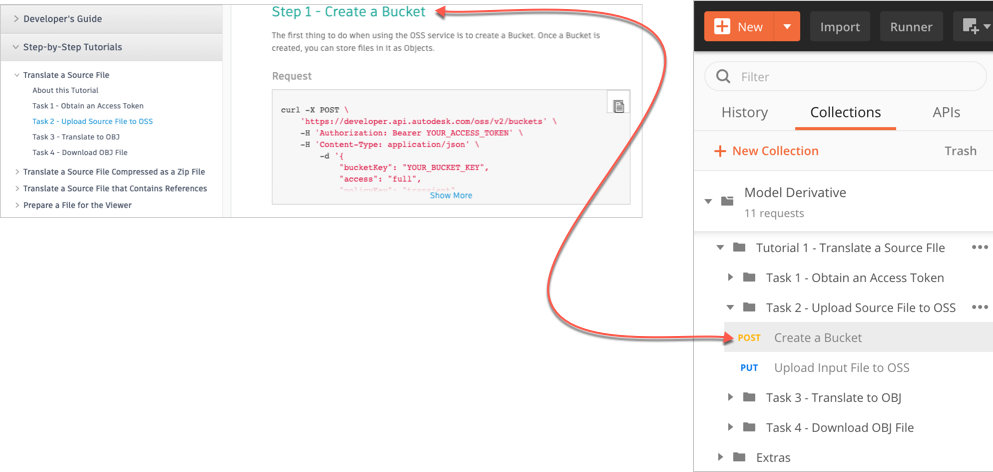 Developer's Guide
Step-by-Step Tutorials
Translate a Source File
About this Tutorial
Task 1 - Obtain an Access Token
Task 2 - Upload Source File to OSS
Task 3 - Translate to OBJ
Task 4 - Download OBJ File
Translate a Source File Compressed as a Zip File
Translate a Source File that Contains References
Prepare a File for the Viewer
Step 1 - Create a Bucket
The first thing to do when using the OSS service is to create a Bucket. Once a Bucket is
created, you can store files in it as Objects.
Request
curl -X POST \
'https://developer.api.autodesk.com/oss/v2/buckets' \
-H 'Authorization: Bearer YOUR_ACCESS_TOKEN' \
-H 'Content-Type: application/json' \
-d '{
"bucketKey": "YOUR_BUCKET_KEY",
"access": "full",
Show More
New
Import
Runner
Filter
History
Collections
APIs
+ New Collection
Trash
Model Derivative
11 requests
Tutorial 1 - Translate a Source FIle
Task 1 - Obtain an Access Token
Task 2 - Upload Source File to OSS
POST Create a Bucket
PUT Upload Input File to OSS
Task 3 - Translate to OBJ
Task 4 - Download OBJ File
Extras